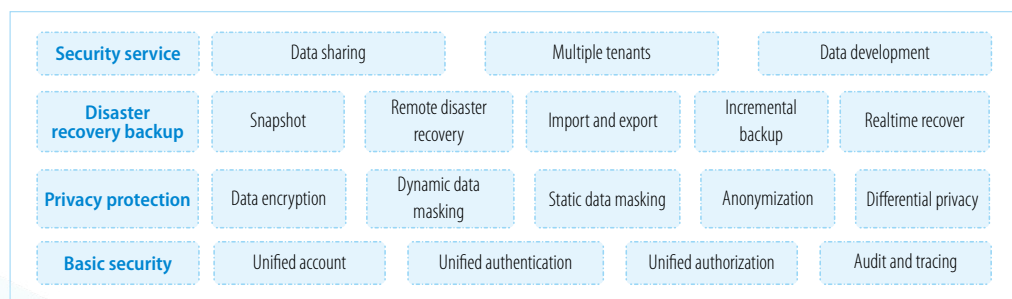 Security service
Data sharing
Multiple tenants
Data development
Disaster
recovery backup
Snapshot
Remote disaster
recovery
Import and export
Incremental
backup
Realtime recover
Privacy protection
Data encryption
Dynamic data
masking
Static data masking
Anonymization
Differential privacy
Basic security
Unified account
Unified authentication
Unified authorization
Audit and tracing